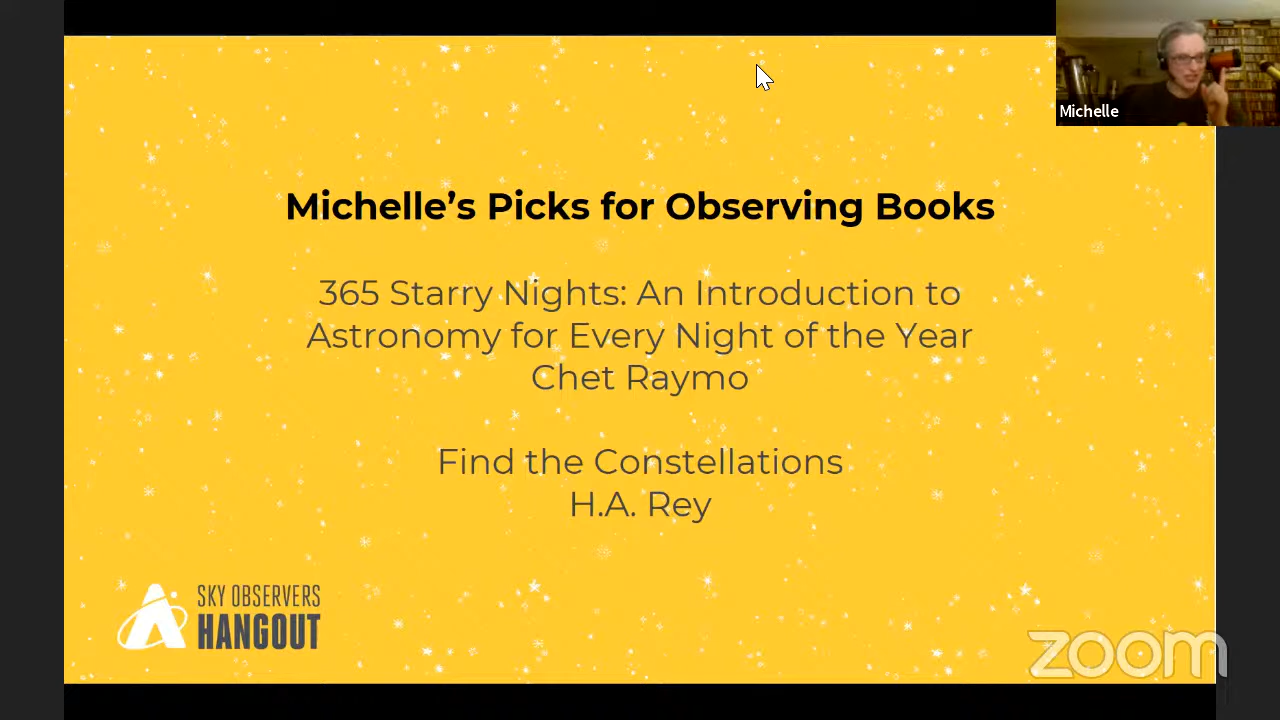 Michelle
Michelle’s Picks for Observing Books
365 Starry Nights: An Introduction to
Astronomy for Every Night of the Year
Chet Raymo
Find the Constellations
H.A. Rey
SKY OBSERVERS
HANGOUT
zoom